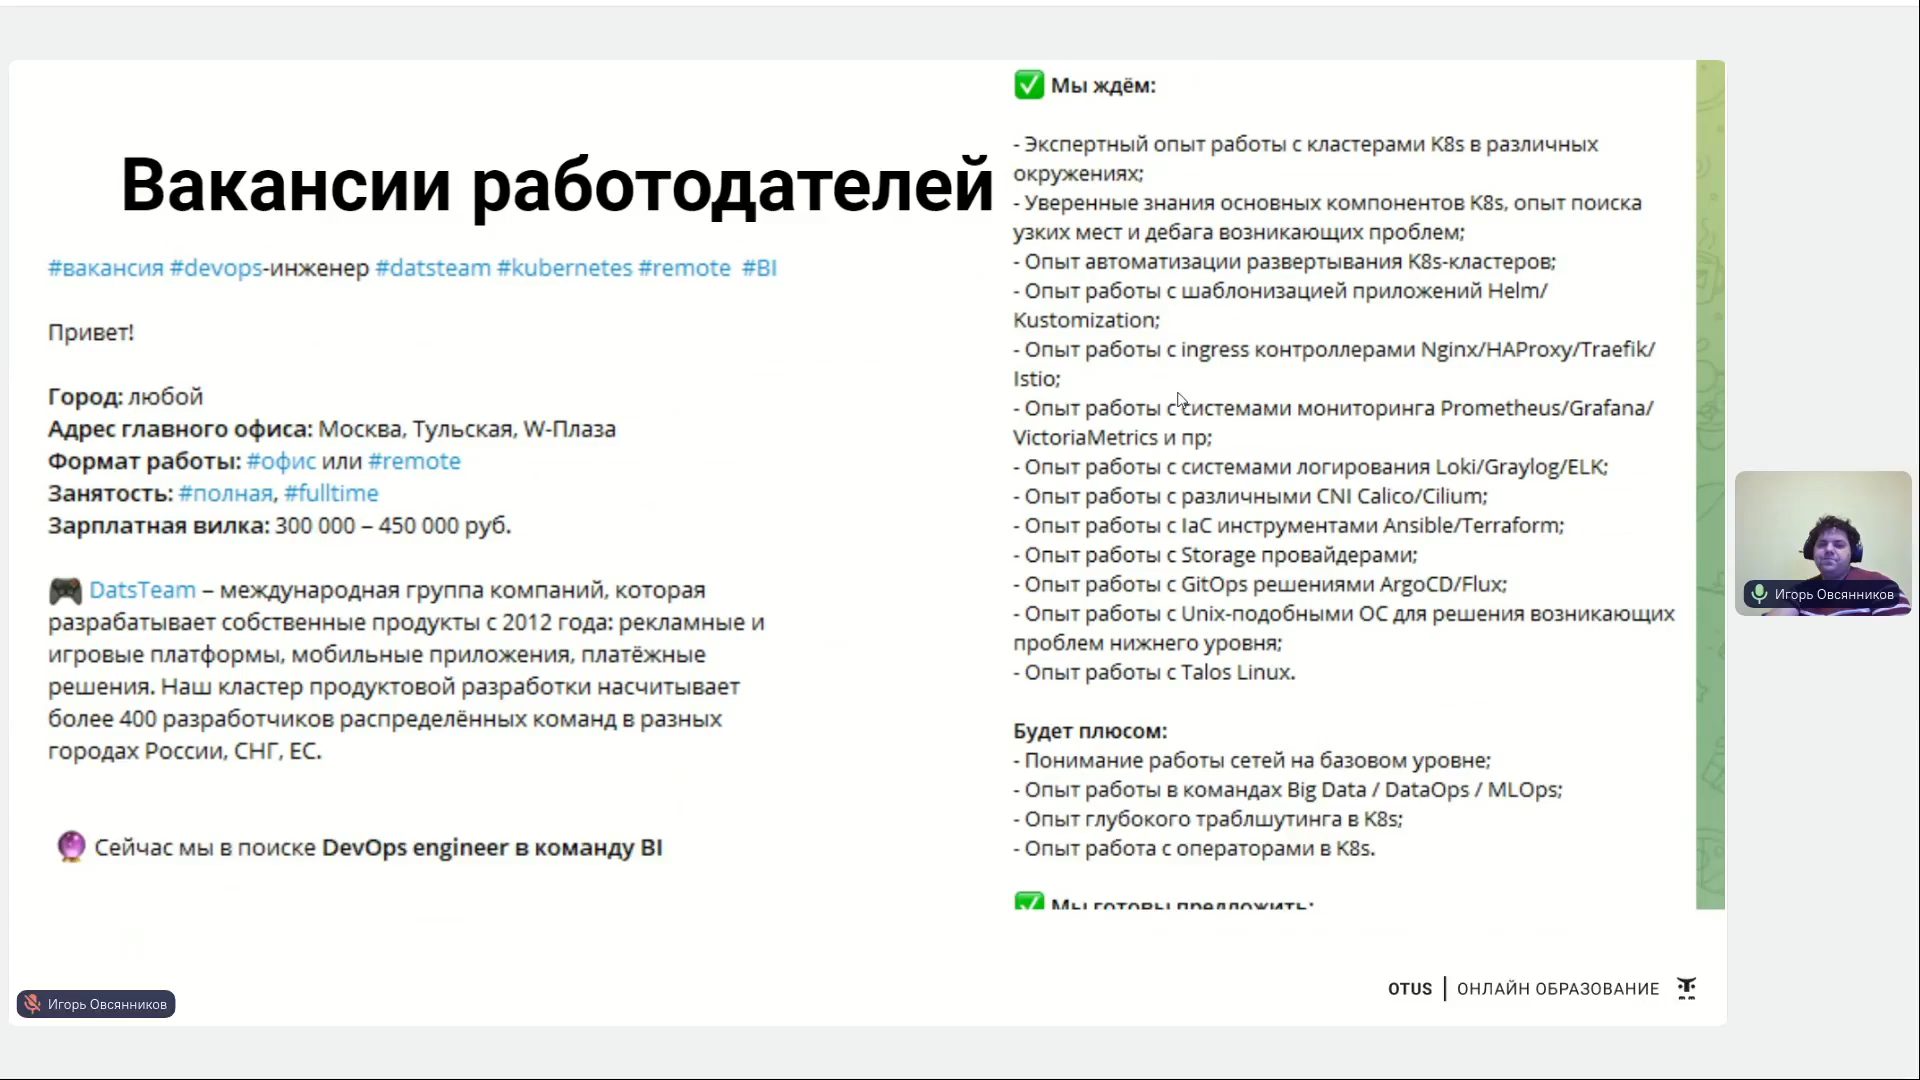 Вакансии работодателей
#вакансия #devops-инженер #datsteam #kubernetes #remote #BI
Привет!
Город: любой
Адрес главного офиса: Москва, Тульская, W-Плаза
Формат работы: #офис или #remote
Занятость: #полная, #fulltime
Зарплатная вилка: 300 000 – 450 000 руб.
DatsTeam – международная группа компаний, которая
разрабатывает собственные продукты с 2012 года: рекламные и
игровые платформы, мобильные приложения, платёжные
решения. Наш кластер продуктовой разработки насчитывает
более 400 разработчиков распределённых команд в разных
городах России, СНГ, ЕС.
Сейчас мы в поиске DevOps engineer в команду BI
Мы ждём:
- Экспертный опыт работы с кластерами K8s в различных
окружениях;
- Уверенные знания основных компонентов K8s, опыт поиска
узких мест и дебага возникающих проблем;
- Опыт автоматизации развертывания K8s-кластеров;
- Опыт работы с шаблонизацией приложений Helm/
Kustomization;
- Опыт работы с ingress контроллерами Nginx/HAProxy/Traefik/
Istio;
- Опыт работы с системами мониторинга Prometheus/Grafana/
VictoriaMetrics и пр;
- Опыт работы с системами логирования Loki/Graylog/ELK;
- Опыт работы с различными CNI Calico/Cilium;
- Опыт работы с IaC инструментами Ansible/Terraform;
- Опыт работы с Storage провайдерами;
- Опыт работы с GitOps решениями ArgoCD/Flux;
- Опыт работы с Unix-подобными ОС для решения возникающих
проблем нижнего уровня;
- Опыт работы с Talos Linux.
Будет плюсом:
- Понимание работы сетей на базовом уровне;
- Опыт работы в командах Big Data / DataOps / MLOps;
- Опыт глубокого траблшутинга в K8s;
- Опыт работа с операторами в K8s.
Мы готовы предложить:
OTUS | ОНЛАЙН ОБРАЗОВАНИЕ
Игорь Овсянников
Игорь Овсянников